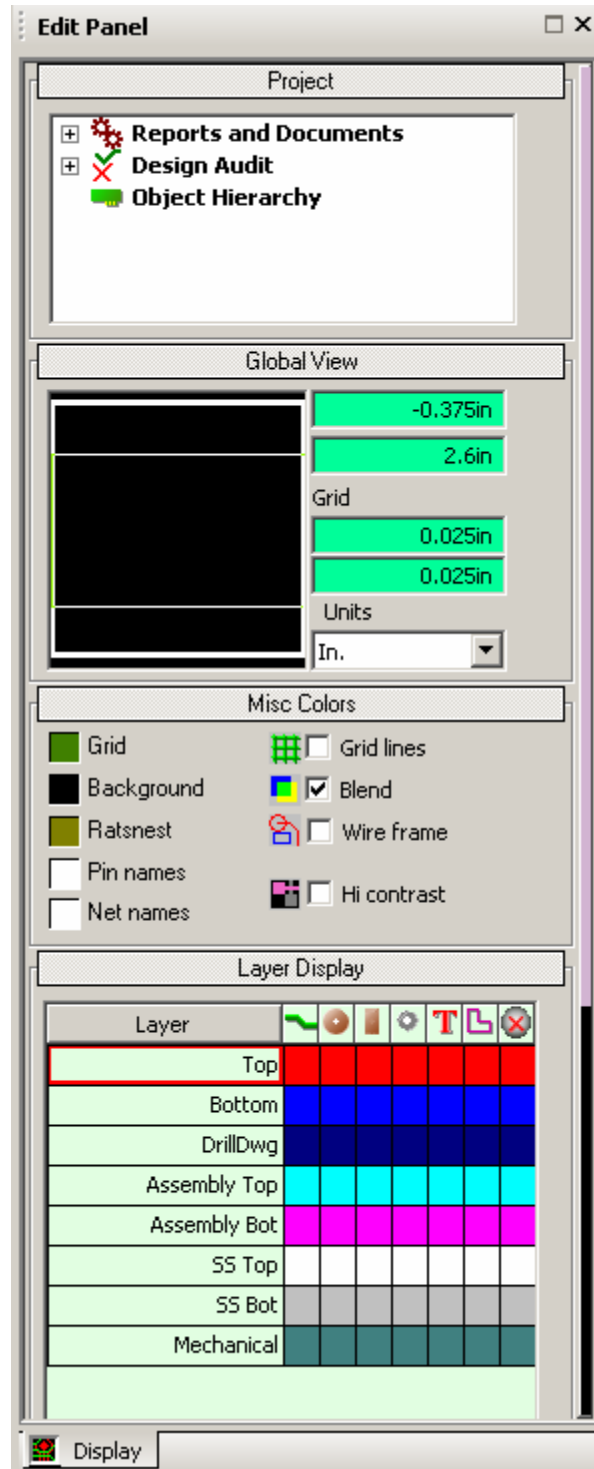 Edit Panel
Project
Reports and Documents
Design Audit
Object Hierarchy
Global View
-0.375in
2.6in
Grid
0.025in
0.025in
Units
In.
Misc Colors
Grid
Grid lines
Background
Blend
Ratsnest
Wire frame
Pin names
Hi contrast
Net names
Layer Display
Layer
T
Top
Bottom
DrillDwg
Assembly Top
Assembly Bot
SS Top
SS Bot
Mechanical
Display